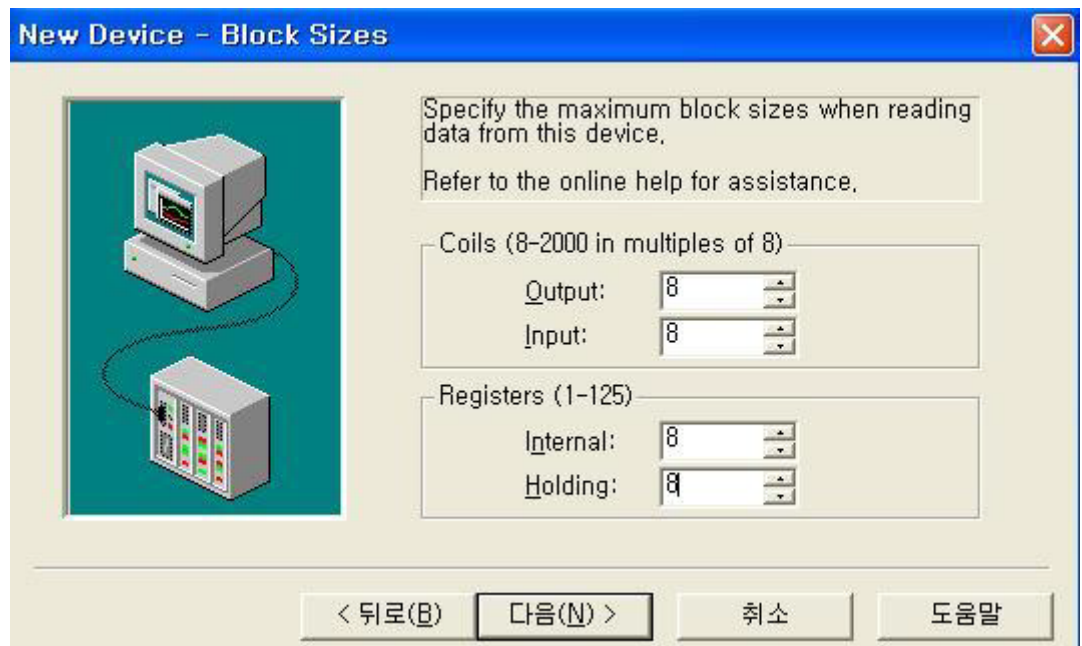 New Device - Block Sizes
Specify the maximum block sizes when reading
data from this device,
Refer to the online help for assistance,
Coils (8-2000 in multiples of 8)
Output: 8
Input: 8
Registers (1-125)
Internal: 8
Holding: 8
< 뒤로(B) 다음(N) > 취소 도움말